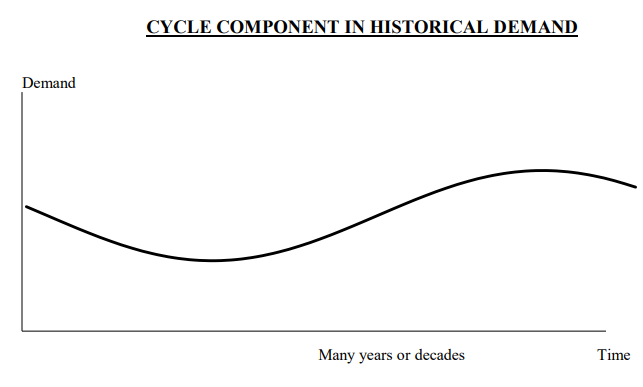 CYCLE COMPONENT IN HISTORICAL DEMAND
Demand
Many years or decades
Time